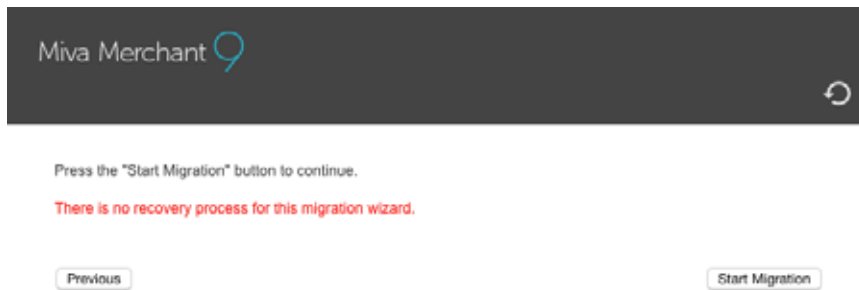 Miva Merchant 9
Press the "Start Migration" button to continue.
There is no recovery process for this migration wizard.
Previous
Start Migration